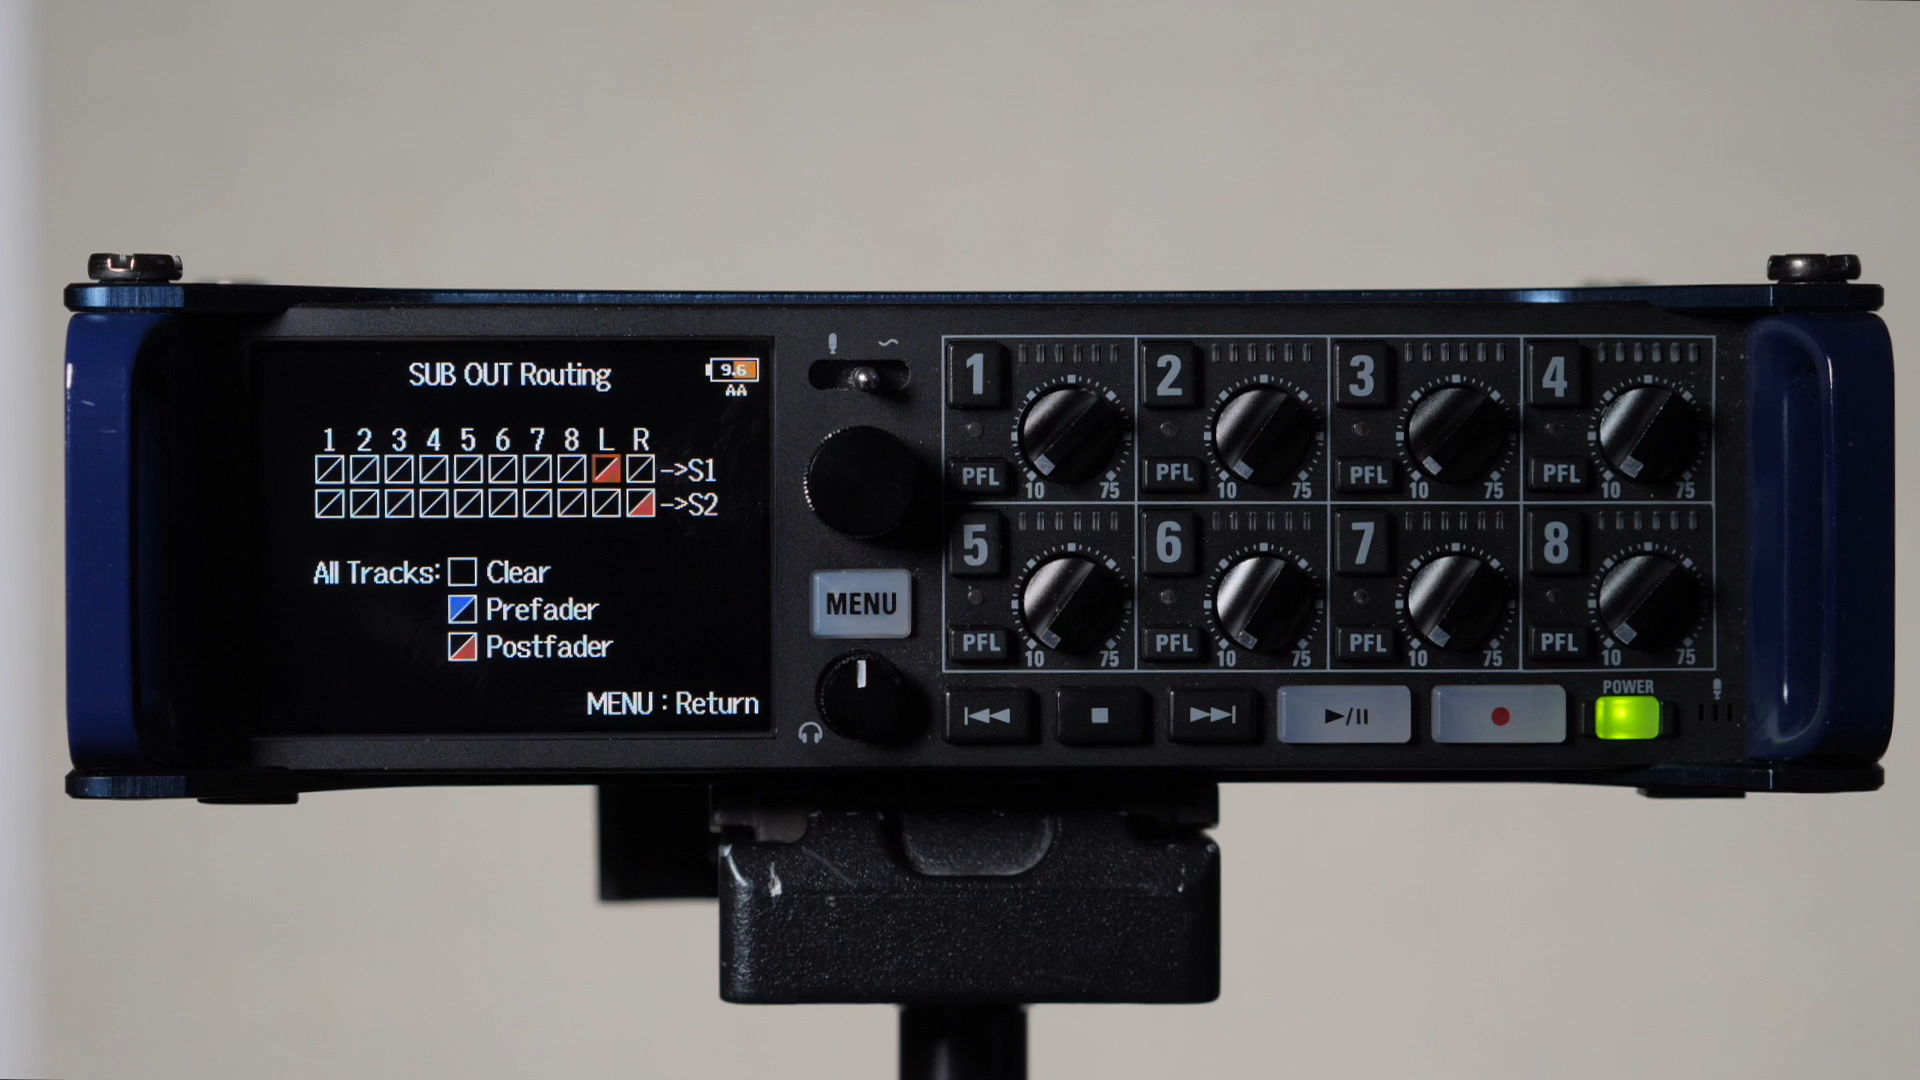 SUB OUT Routing
9.6
AA
1 2 3 4 5 6 7 8 L R
->S1
->S2
All Tracks: Clear
Prefader
Postfader
MENU : Return
MENU
1 2 3 4
PFL PFL PFL PFL
10 75 10 75 10 75 10 75
5 6 7 8
PFL PFL PFL PFL
10 75 10 75 10 75 10 75
POWER